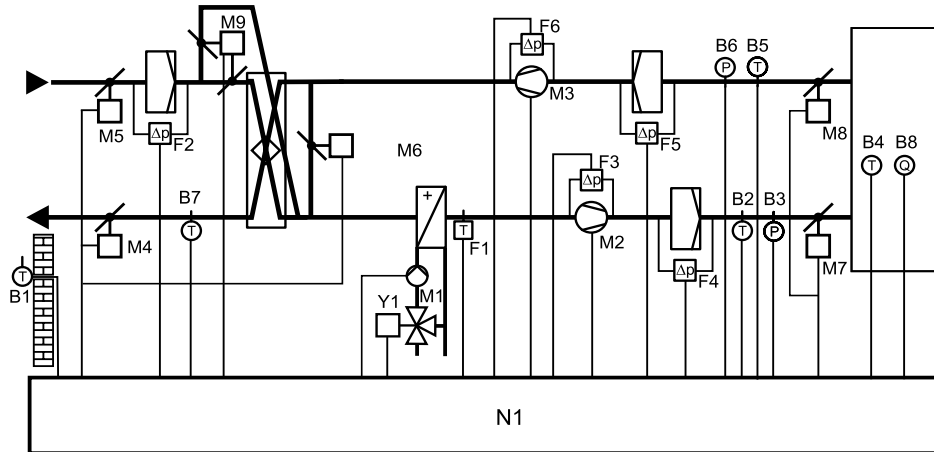 M9
F6
Δp
B6
B5
P
T
M5
Δp
F2
M3
Δp
F5
M8
M6
F3
Δp
B4
B8
T
Q
B7
T
+
B2
B3
T
P
M4
T
F1
M2
M7
T
B1
Δp
F4
M1
Y1
N1